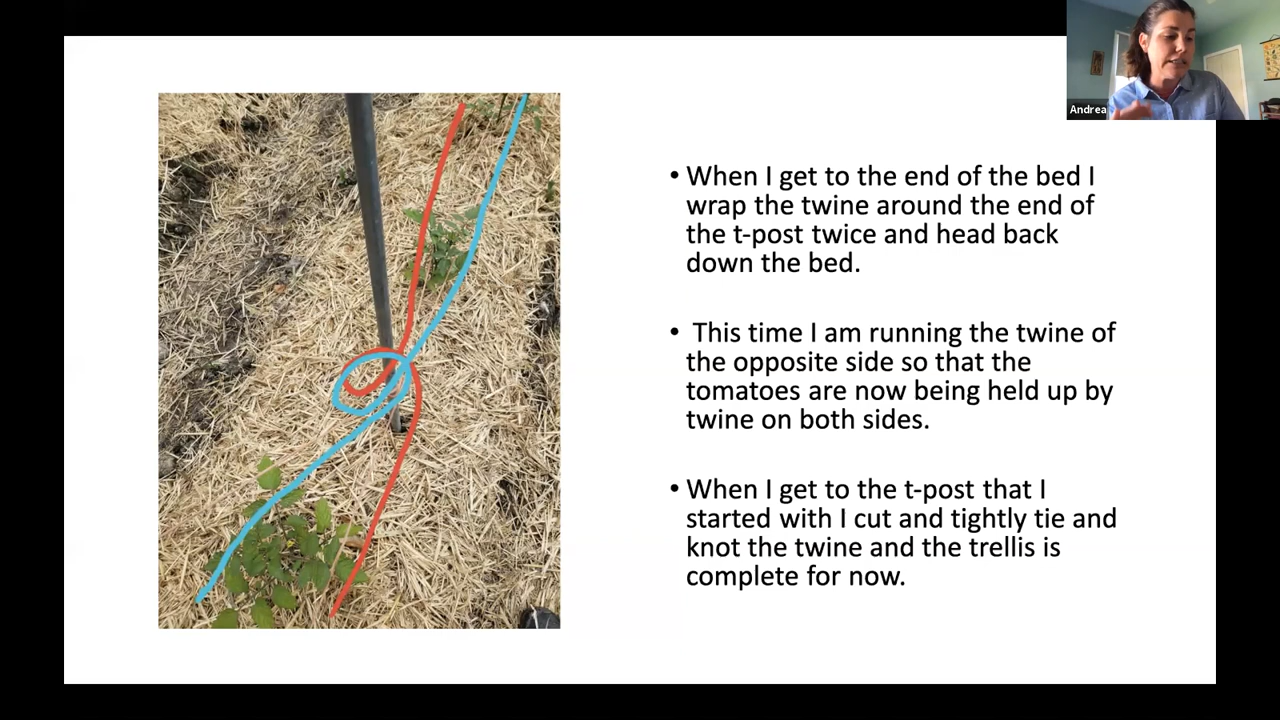 Andrea
• When I get to the end of the bed I
wrap the twine around the end of
the t-post twice and head back
down the bed.
• This time I am running the twine of
the opposite side so that the
tomatoes are now being held up by
twine on both sides.
• When I get to the t-post that I
started with I cut and tightly tie and
knot the twine and the trellis is
complete for now.